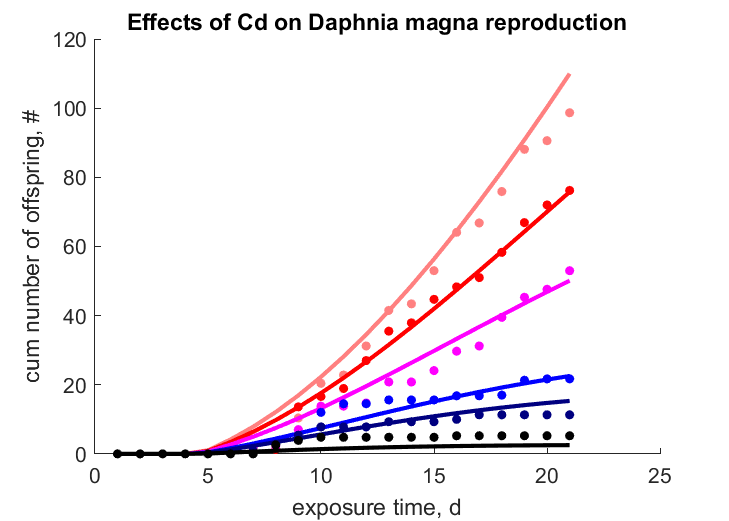 Effects of Cd on Daphnia magna reproduction
120
100
80
60
40
20
0
cum number of offspring, #
0 5 10 15 20 25
exposure time, d